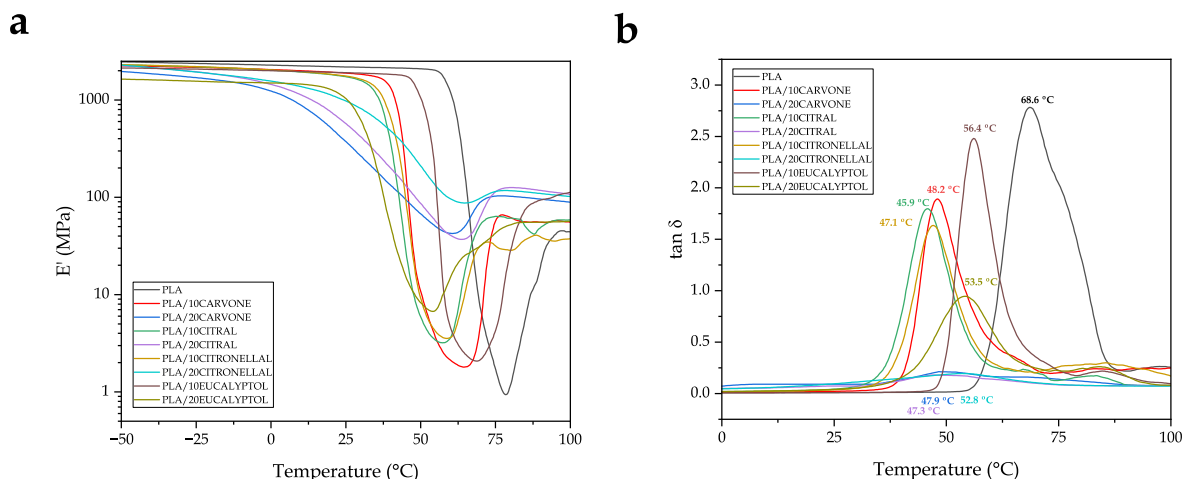 a
E' (MPa)
1000
100
10
1
PLA
PLA/10CARVONE
PLA/20CARVONE
PLA/10CITRAL
PLA/20CITRAL
PLA/10CITRONELLAL
PLA/20CITRONELLAL
PLA/10EUCALYPTOL
PLA/20EUCALYPTOL
−50 −25 0 25 50 75 100
Temperature (°C)
b
tan δ
3.0
2.5
2.0
1.5
1.0
0.5
0.0
PLA
PLA/10CARVONE
PLA/20CARVONE
PLA/10CITRAL
PLA/20CITRAL
PLA/10CITRONELLAL
PLA/20CITRONELLAL
PLA/10EUCALYPTOL
PLA/20EUCALYPTOL
68.6 °C
56.4 °C
48.2 °C
45.9 °C
47.1 °C
53.5 °C
47.9 °C
52.8 °C
47.3 °C
0 25 50 75 100
Temperature (°C)